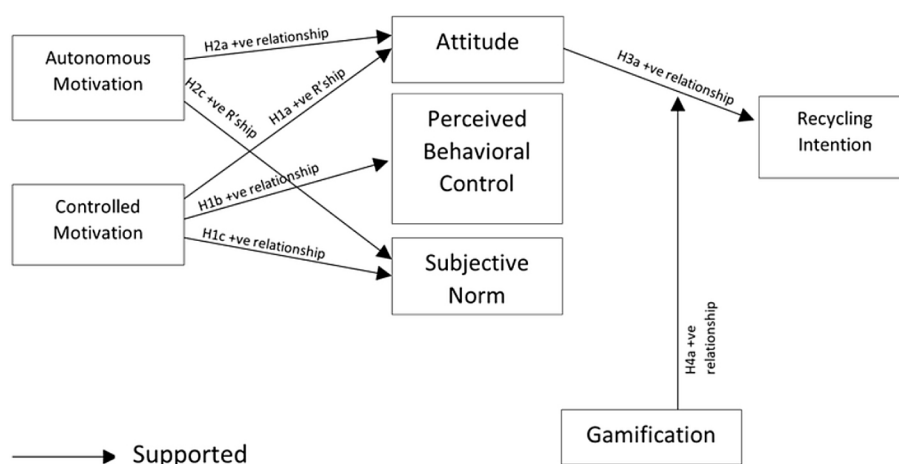 Autonomous
Motivation
H2a +ve relationship
Attitude
H3a +ve relationship
H2c +ve R'ship
H1a +ve R'ship
Perceived
Behavioral
Control
Recycling
Intention
Controlled
Motivation
H1b +ve relationship
H1c +ve relationship
Subjective
Norm
H4a +ve
relationship
Gamification
Supported